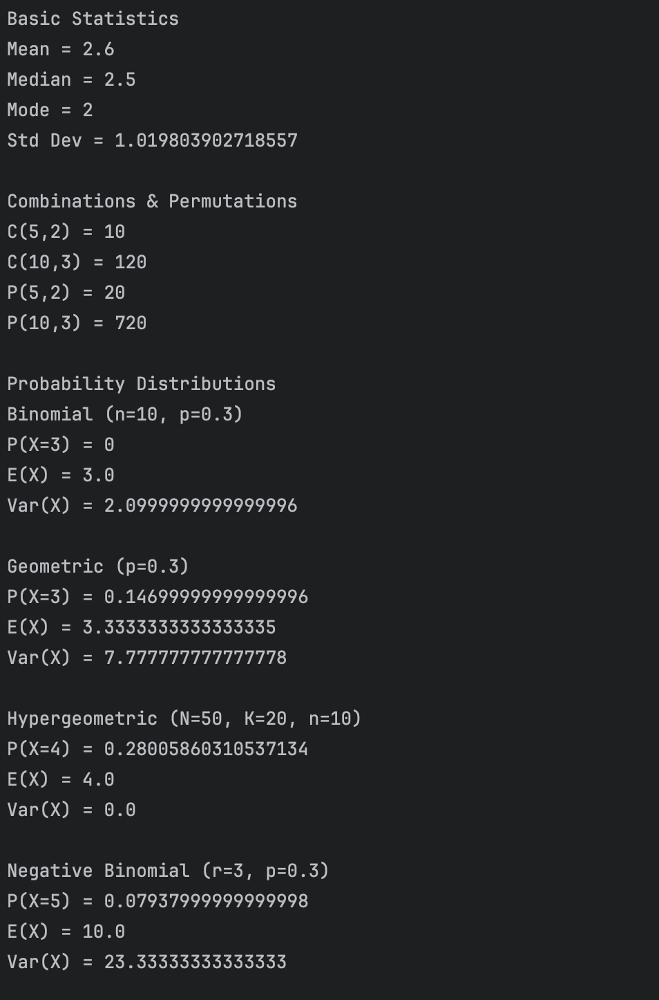 Basic Statistics
Mean = 2.6
Median = 2.5
Mode = 2
Std Dev = 1.019803902718557
Combinations & Permutations
C(5,2) = 10
C(10,3) = 120
P(5,2) = 20
P(10,3) = 720
Probability Distributions
Binomial (n=10, p=0.3)
P(X=3) = 0
E(X) = 3.0
Var(X) = 2.0999999999999996
Geometric (p=0.3)
P(X=3) = 0.14699999999999996
E(X) = 3.3333333333333335
Var(X) = 7.777777777777778
Hypergeometric (N=50, K=20, n=10)
P(X=4) = 0.28005860310537134
E(X) = 4.0
Var(X) = 0.0
Negative Binomial (r=3, p=0.3)
P(X=5) = 0.07937999999999998
E(X) = 10.0
Var(X) = 23.33333333333333